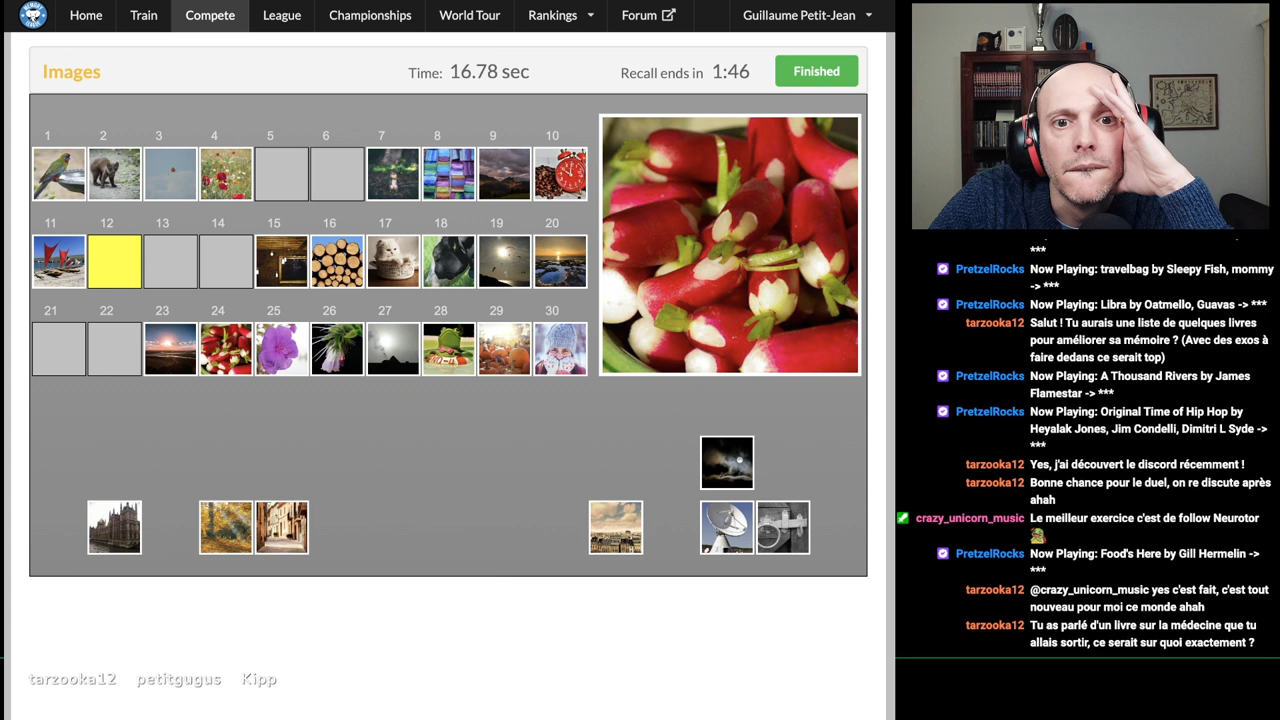 Home Train Compete League Championships World Tour Rankings Forum Guillaume Petit-Jean
Images Time: 16.78 sec Recall ends in 1:46 Finished
1 2 3 4 5 6 7 8 9 10
11 12 13 14 15 16 17 18 19 20
21 22 23 24 25 26 27 28 29 30
***
PretzelRocks Now Playing: travelbag by Sleepy Fish, mommy
-> ***
PretzelRocks Now Playing: Libra by Oatmello, Guavas -> ***
tarzooka12 Salut ! Tu aurais une liste de quelques livres
pour améliorer sa mémoire ? (Avec des exos à
faire dedans ce serait top)
PretzelRocks Now Playing: A Thousand Rivers by James
Flamestar -> ***
PretzelRocks Now Playing: Original Time of Hip Hop by
Heyalak Jones, Jim Condelli, Dimitri L Syde ->
***
tarzooka12 Yes, j'ai découvert le discord récemment !
tarzooka12 Bonne chance pour le duel, on re discute après
ahah
crazy_unicorn_music Le meilleur exercice c'est de follow Neurotor
PretzelRocks Now Playing: Food's Here by Gill Hermelin ->
***
tarzooka12 @crazy_unicorn_music yes c'est fait, c'est tout
nouveau pour moi ce monde ahah
tarzooka12 Tu as parlé d'un livre sur la médecine que tu
allais sortir, ce serait sur quoi exactement ?
tarzooka12 petitgugus Kipp